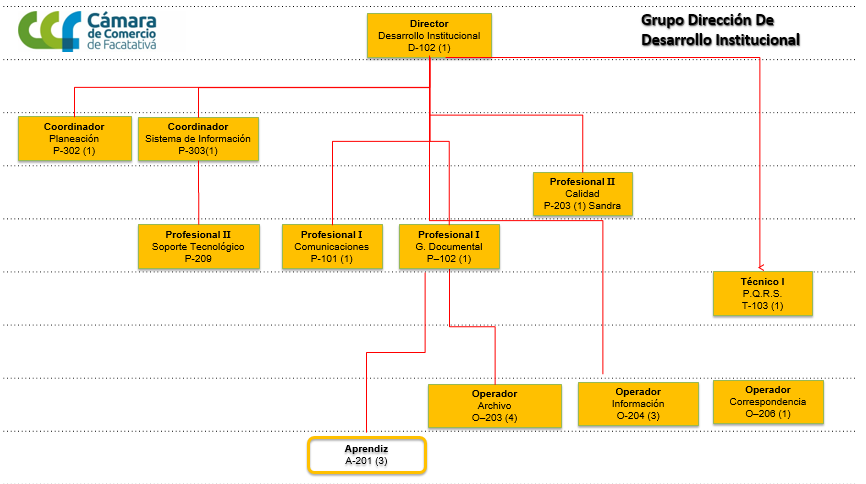 Cámara
de Comercio
de Facatativá
Director
Desarrollo Institucional
D-102 (1)
Grupo Dirección De
Desarrollo Institucional
Coordinador
Planeación
P-302 (1)
Coordinador
Sistema de Información
P-303(1)
Profesional II
Calidad
P-203 (1) Sandra
Profesional II
Soporte Tecnológico
P-209
Profesional I
Comunicaciones
P-101 (1)
Profesional I
G. Documental
P–102 (1)
Técnico I
P.Q.R.S.
T-103 (1)
Operador
Archivo
O–203 (4)
Operador
Información
O-204 (3)
Operador
Correspondencia
O–206 (1)
Aprendiz
A-201 (3)